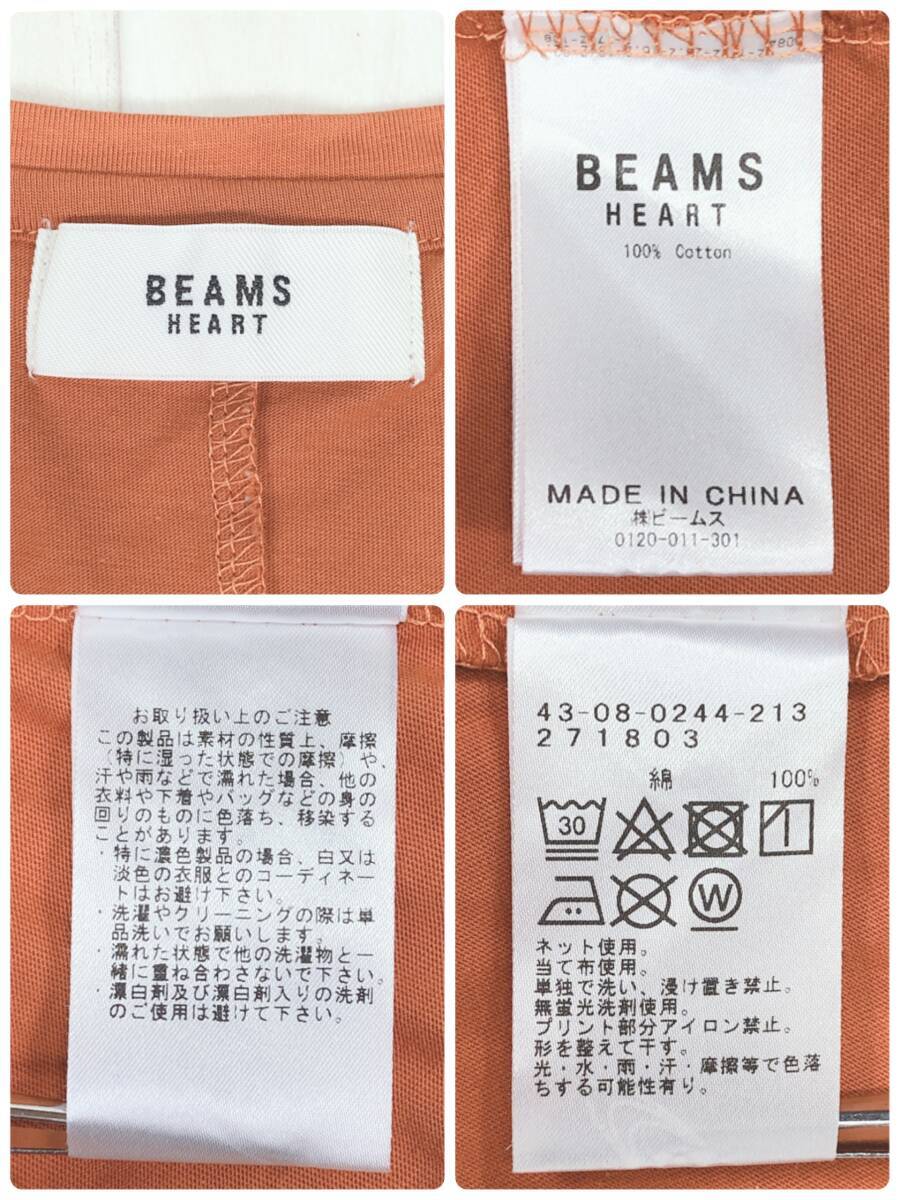 BEAMS
HEART
BEAMS
HEART
100% Cotton
MADE IN CHINA
㈱ビームス
0120-011-301
お取り扱い上のご注意
この製品は素材の性質上、摩擦
(特に湿った状態での摩擦)や、
汗や雨などで濡れた場合、他の
衣料や下着やバッグなどの身の
回りのものに色落ち、移染する
ことがあります。
・特に濃色製品の場合、白又は
淡色の衣服とのコーディネー
トはお避け下さい。
・洗濯やクリーニングの際は単
品洗いでお願いします。
・濡れた状態で他の洗濯物と一
緒に重ね合わさないで下さい。
・漂白剤及び漂白剤入りの洗剤
のご使用は避けて下さい。
43-08-0244-213
271803
綿 100%
30
W
ネット使用。
当て布使用。
単独で洗い、浸け置き禁止。
無蛍光洗剤使用。
プリント部分アイロン禁止。
形を整えて干す。
光・水・雨・汗・摩擦等で色落
ちする可能性有り。